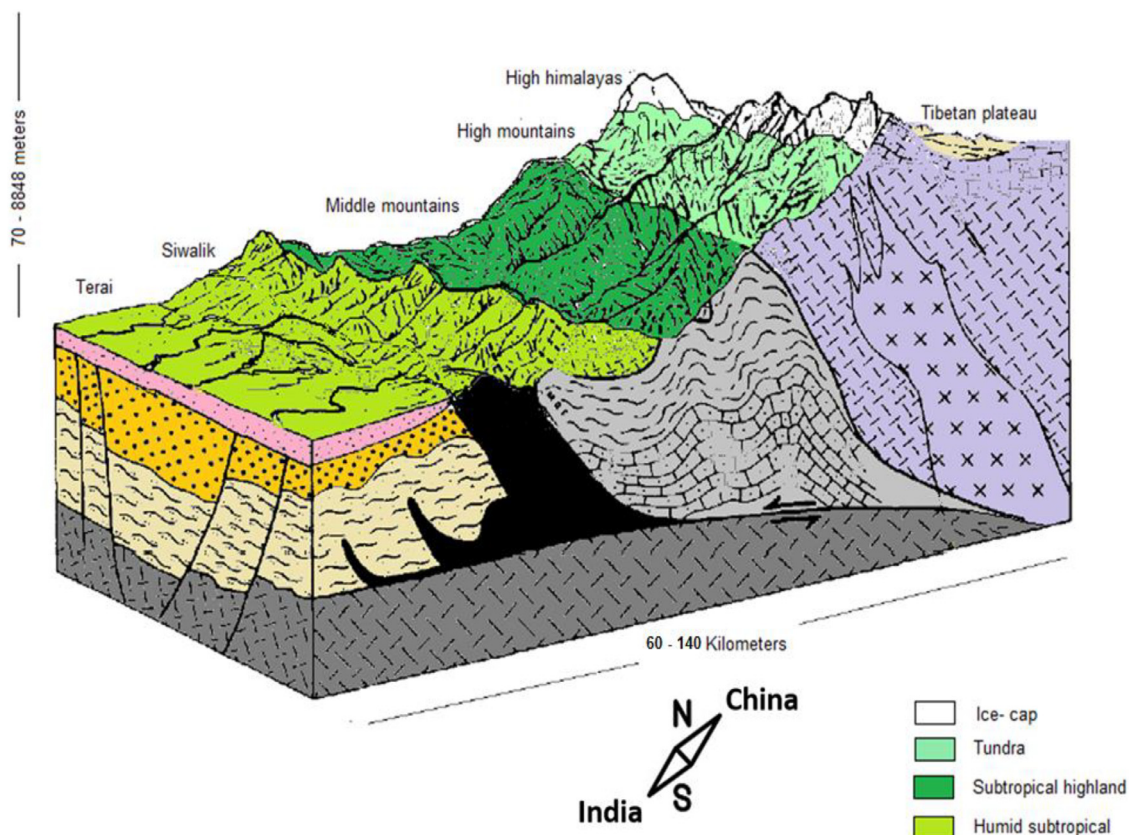 High himalayas
Tibetan plateau
High mountains
70 - 8848 meters
Middle mountains
Siwalik
Terai
60 - 140 Kilometers
N China
India S
Ice- cap
Tundra
Subtropical highland
Humid subtropical